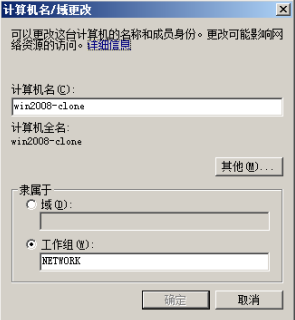 计算机名/域更改
可以更改这台计算机的名称和成员身份。更改可能影响网
络资源的访问。详细信息
计算机名(C):
win2008-clone
计算机全名:
win2008-clone
其他(M)...
隶属于
域(D):
工作组(W):
NETWORK
确定
取消